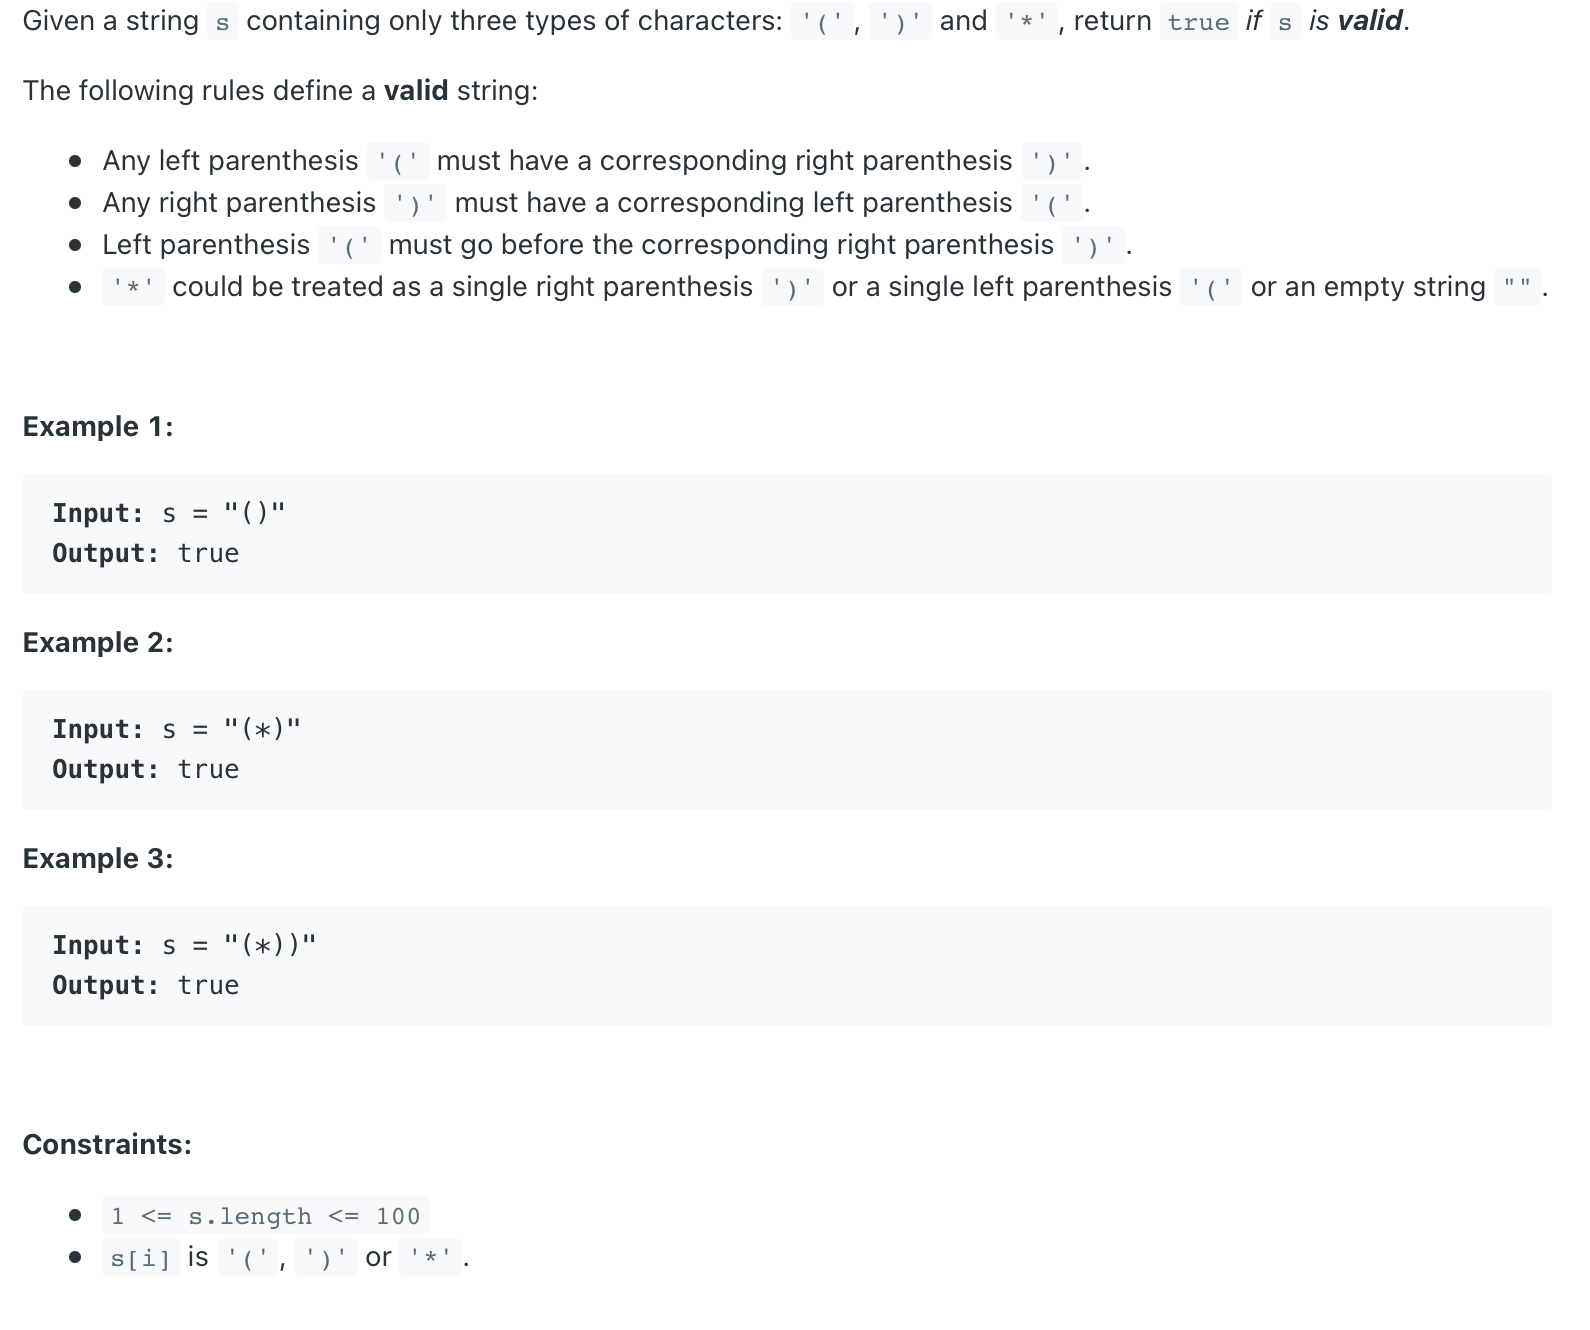 Given a string s containing only three types of characters: '(', ')' and '*', return true if s is valid.
The following rules define a valid string:
• Any left parenthesis '(' must have a corresponding right parenthesis ')'.
• Any right parenthesis ')' must have a corresponding left parenthesis '('.
• Left parenthesis '(' must go before the corresponding right parenthesis ')'.
• '*' could be treated as a single right parenthesis ')' or a single left parenthesis '(' or an empty string "".
Example 1:
Input: s = "()"
Output: true
Example 2:
Input: s = "(*)"
Output: true
Example 3:
Input: s = "(*))"
Output: true
Constraints:
• 1 <= s.length <= 100
• s[i] is '(', ')' or '*'.